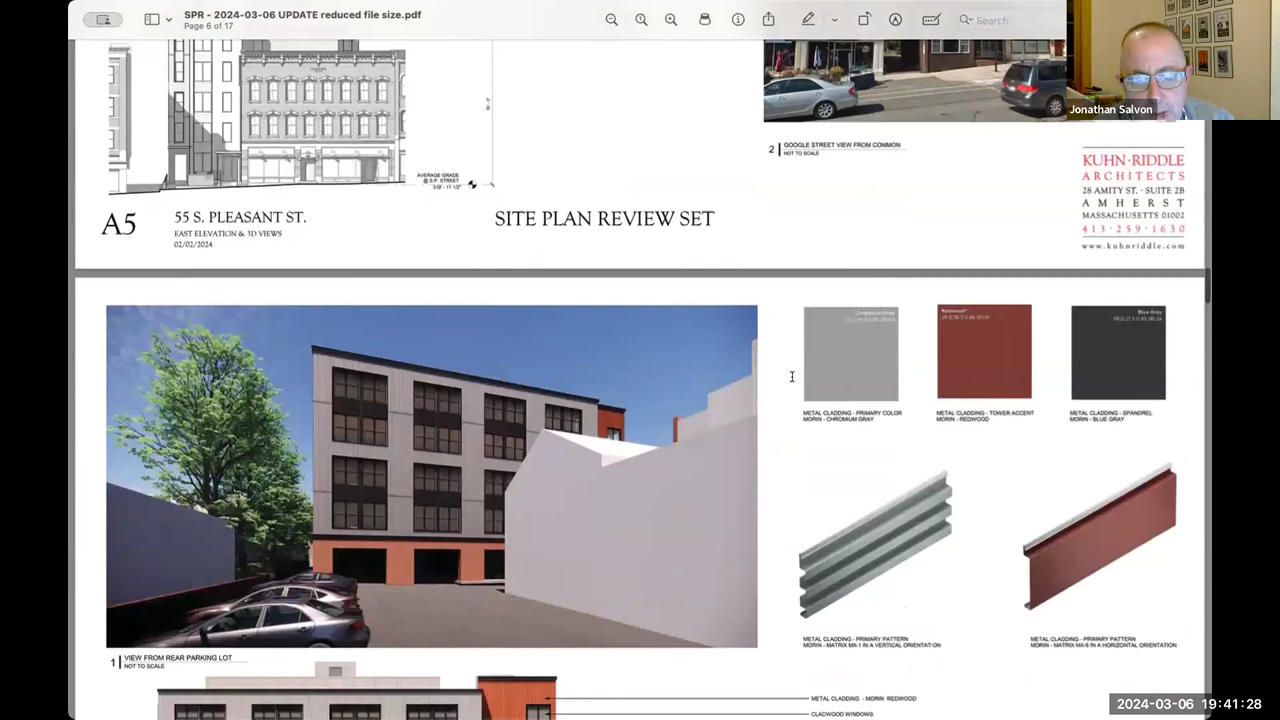 SPR - 2024-03-06 UPDATE reduced file size.pdf
Page 6 of 17
Search
Jonathan Salvon
AVERAGE GRADE
@ S.P. STREET
2 GOOGLE STREET VIEW FROM COMMON
NOT TO SCALE
A5
55 S. PLEASANT ST.
EAST ELEVATION & 3D VIEWS
02/02/2024
SITE PLAN REVIEW SET
KUHN·RIDDLE
ARCHITECTS
28 AMITY ST. · SUITE 2B
AMHERST
MASSACHUSETTS 01002
413·259·1630
www.kuhnriddle.com
Redwood
Blue Gray
METAL CLADDING - PRIMARY COLOR
MORIN - CHROMIUM GRAY
METAL CLADDING - TOWER ACCENT
MORIN - REDWOOD
METAL CLADDING - SPANDREL
MORIN - BLUE GRAY
METAL CLADDING - PRIMARY PATTERN
MORIN - MATRIX MX-1 IN A VERTICAL ORIENTATION
METAL CLADDING - PRIMARY PATTERN
MORIN - MATRIX MX-6 IN A HORIZONTAL ORIENTATION
1 VIEW FROM REAR PARKING LOT
NOT TO SCALE
METAL CLADDING - MORIN REDWOOD
CLADWOOD WINDOWS
2024-03-06 19:41:28